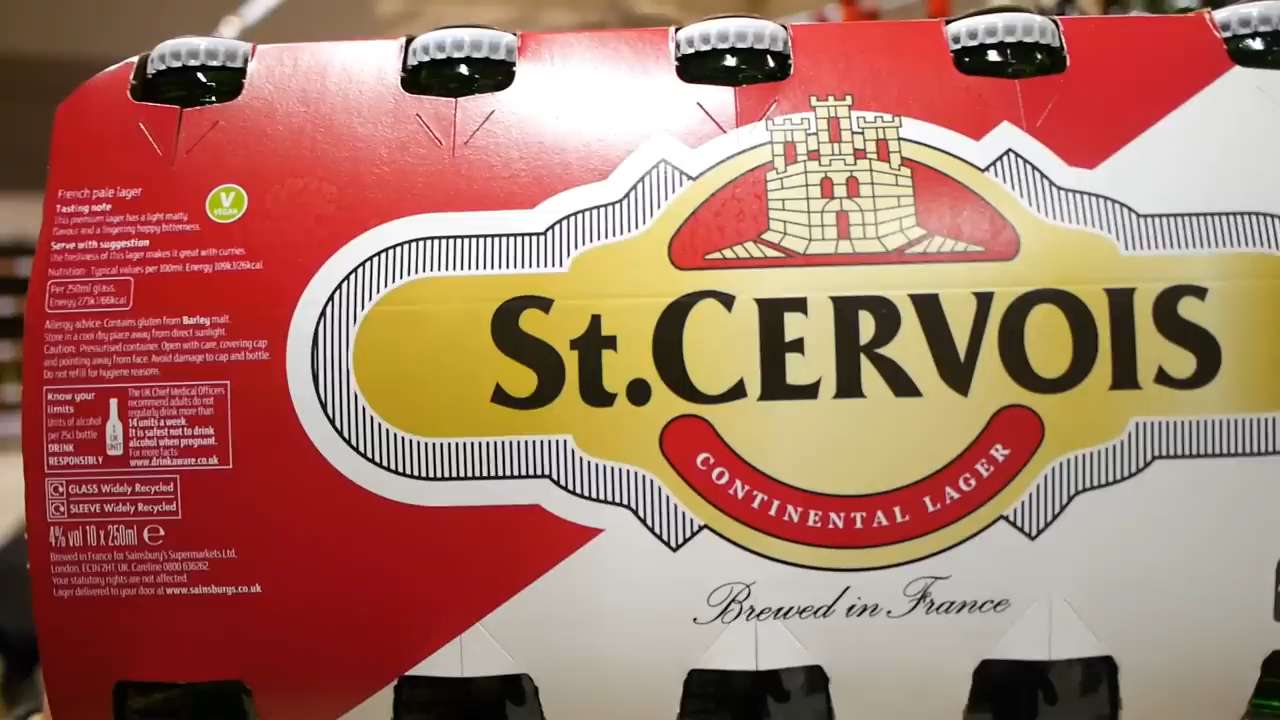 French pale lager
Tasting note
This premium lager has a light malty
flavour and a lingering hoppy bitterness.
Serve with suggestion
The freshness of this lager makes it great with curries.
Nutrition: Typical values per 100ml: Energy 109kJ/26kcal.
Per 250ml glass.
Energy 273kJ/66kcal
Allergy advice: Contains gluten from Barley malt.
Store in a cool dry place away from direct sunlight.
Caution: Pressurised container. Open with care, covering cap
and pointing away from face. Avoid damage to cap and bottle.
Do not refill for hygiene reasons.
Know your
limits
Units of alcohol
per 25cl bottle
DRINK
RESPONSIBLY
1
UK
UNIT
The UK Chief Medical Officers
recommend adults do not
regularly drink more than
14 units a week.
It is safest not to drink
alcohol when pregnant.
For more facts:
www.drinkaware.co.uk
GLASS Widely Recycled
SLEEVE Widely Recycled
4% vol 10 x 250ml e
Brewed in France for Sainsbury's Supermarkets Ltd,
London, EC1N 2HT, UK. Careline 0800 636262.
Your statutory rights are not affected.
Lager delivered to your door at www.sainsburys.co.uk
V
VEGAN
St. CERVOIS
CONTINENTAL LAGER
Brewed in France